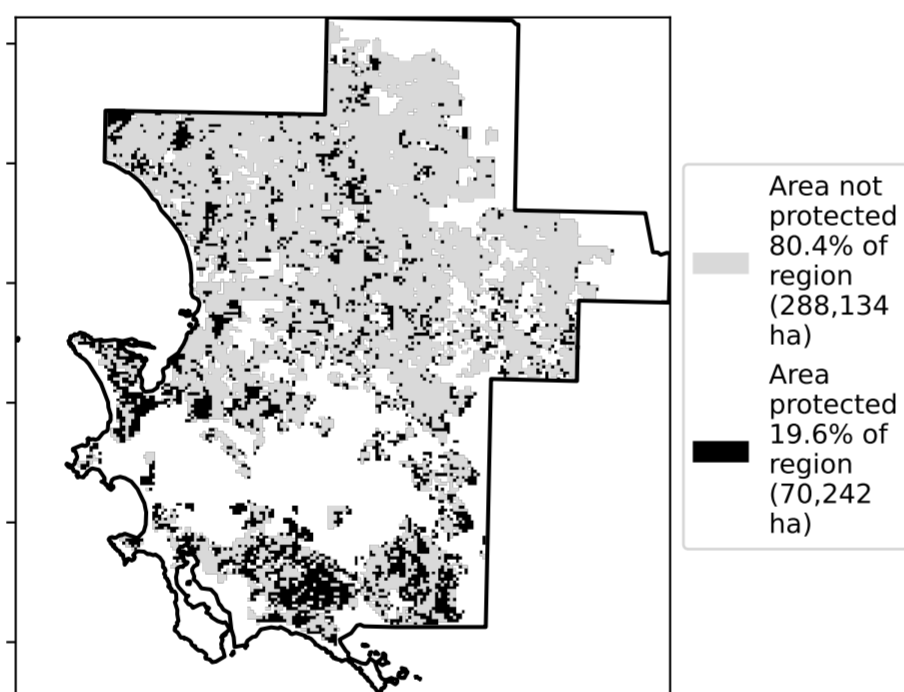 Area not
protected
80.4% of
region
(288,134
ha)
Area
protected
19.6% of
region
(70,242
ha)